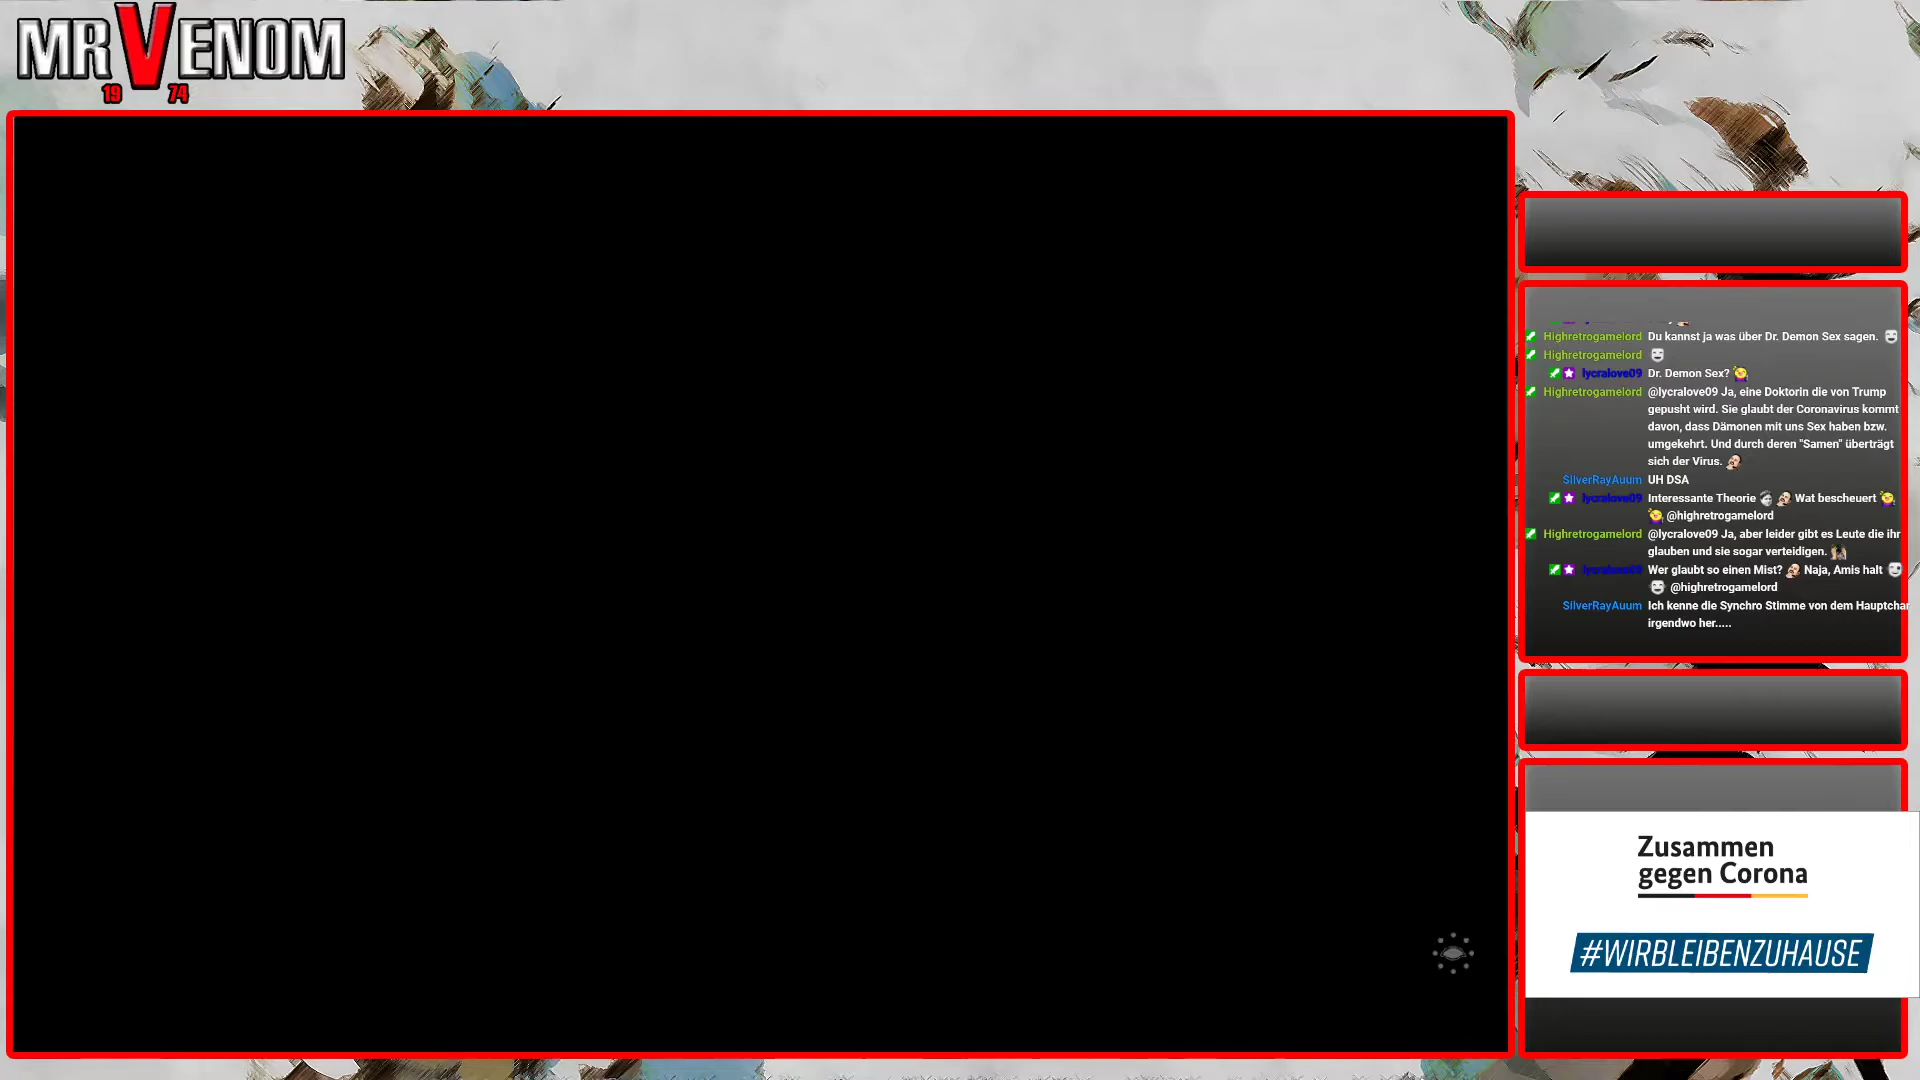 MRVENOM
19 74
Highretrogamelord Du kannst ja was über Dr. Demon Sex sagen.
Highretrogamelord
lycralove09 Dr. Demon Sex?
Highretrogamelord @lycralove09 Ja, eine Doktorin die von Trump
gepusht wird. Sie glaubt der Coronavirus kommt
davon, dass Dämonen mit uns Sex haben bzw.
umgekehrt. Und durch deren "Samen" überträgt
sich der Virus.
SilverRayAuum UH DSA
lycralove09 Interessante Theorie Wat bescheuert
@highretrogamelord
Highretrogamelord @lycralove09 Ja, aber leider gibt es Leute die ihr
glauben und sie sogar verteidigen.
lycralove09 Wer glaubt so einen Mist? Naja, Amis halt
@highretrogamelord
SilverRayAuum Ich kenne die Synchro Stimme von dem Hauptchar
irgendwo her.....
Zusammen
gegen Corona
#WIRBLEIBENZUHAUSE